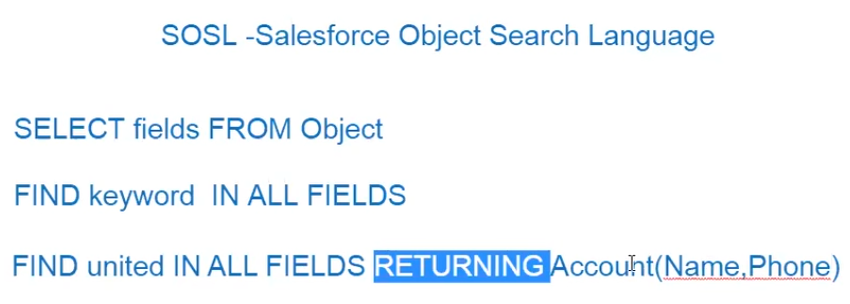 SOSL -Salesforce Object Search Language
SELECT fields FROM Object
FIND keyword  IN ALL FIELDS
FIND united IN ALL FIELDS RETURNING Account(Name,Phone)